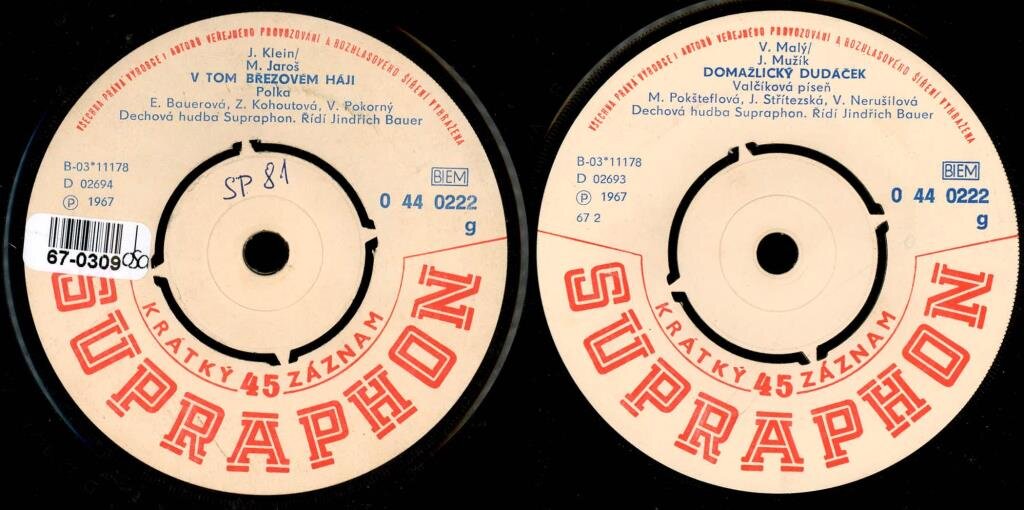 VŠECHNA PRÁVA VÝROBCE I AUTORŮ VEŘEJNÉHO PROVOZOVÁNÍ A ROZHLASOVÉHO ŠÍŘENÍ VYHRAŽENA
J. Klein/
M. Jaroš
V TOM BŘEZOVÉM HÁJI
Polka
E. Bauerová, Z. Kohoutová, V. Pokorný
Dechová hudba Supraphon. Řídí Jindřich Bauer
B-03*11178
D 02694
Ⓟ 1967
SP 81
BIEM
0 44 0222
g
67-0309
SUPRAPHON
KRÁTKÝ 45 ZÁZNAM
VŠECHNA PRÁVA VÝROBCE I AUTORŮ VEŘEJNÉHO PROVOZOVÁNÍ A ROZHLASOVÉHO ŠÍŘENÍ VYHRAŽENA
V. Malý/
J. Mužík
DOMAŽLICKÝ DUDÁČEK
Valčíková píseň
M. Pokšteflová, J. Střítezská, V. Nerušilová
Dechová hudba Supraphon. Řídí Jindřich Bauer
B-03*11178
D 02693
Ⓟ 1967
67 2
BIEM
0 44 0222
g
SUPRAPHON
KRÁTKÝ 45 ZÁZNAM